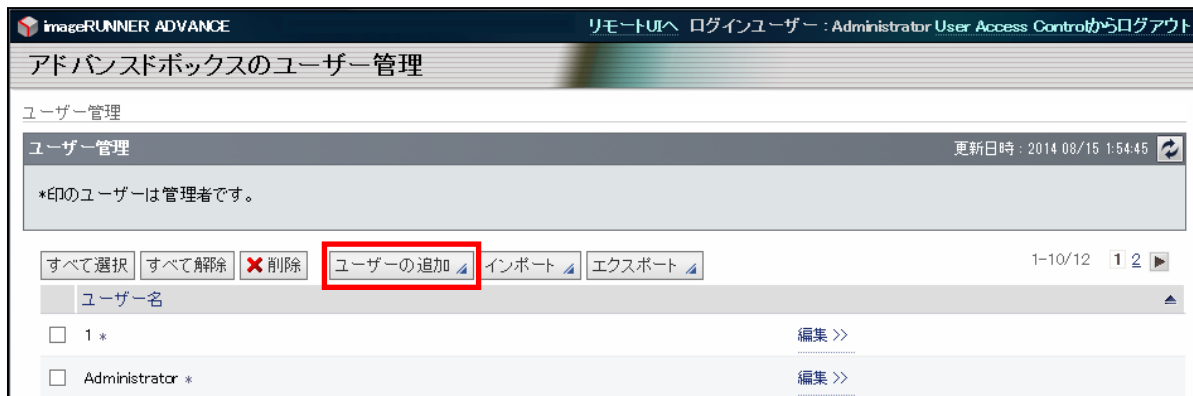 imageRUNNER ADVANCE リモートUIへ ログインユーザー : Administrator User Access Controlからログアウト
アドバンスドボックスのユーザー管理
ユーザー管理
ユーザー管理 更新日時 : 2014 08/15 1:54:45
*印のユーザーは管理者です。
すべて選択 すべて解除 削除 ユーザーの追加 インポート エクスポート 1-10/12 1 2
ユーザー名
1 * 編集 >>
Administrator * 編集 >>